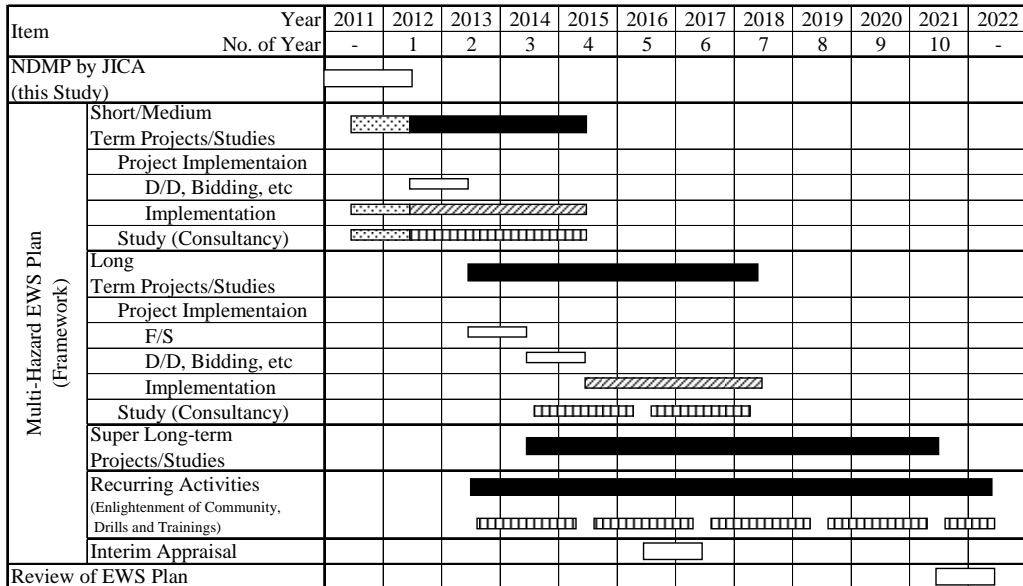 Year 2011 2012 2013 2014 2015 2016 2017 2018 2019 2020 2021 2022
Item
No. of Year - 1 2 3 4 5 6 7 8 9 10 -
NDMP by JICA
(this Study)
Multi-Hazard EWS Plan
(Framework)
Short/Medium
Term Projects/Studies
Project Implementaion
D/D, Bidding, etc
Implementation
Study (Consultancy)
Long
Term Projects/Studies
Project Implementaion
F/S
D/D, Bidding, etc
Implementation
Study (Consultancy)
Super Long-term
Projects/Studies
Recurring Activities
(Enlightenment of Community,
Drills and Trainings)
Interim Appraisal
Review of EWS Plan